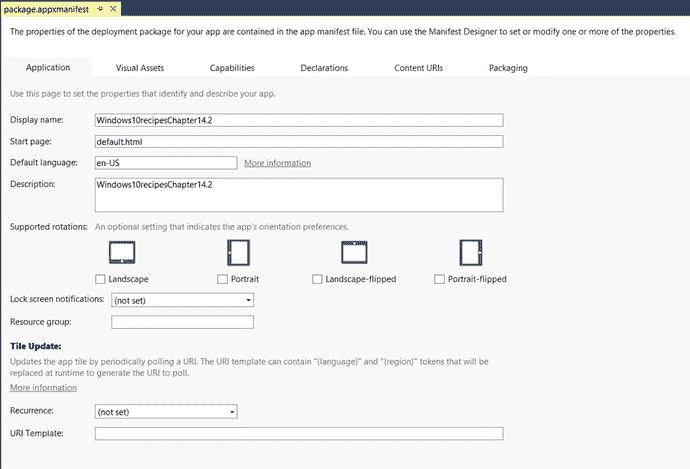 package.appxmanifest
The properties of the deployment package for your app are contained in the app manifest file. You can use the Manifest Designer to set or modify one or more of the properties.
Application Visual Assets Capabilities Declarations Content URIs Packaging
Use this page to set the properties that identify and describe your app.
Display name: Windows10recipesChapter14.2
Start page: default.html
Default language: en-US More information
Description: Windows10recipesChapter14.2
Supported rotations: An optional setting that indicates the app's orientation preferences.
Landscape Portrait Landscape-flipped Portrait-flipped
Lock screen notifications: (not set)
Resource group:
Tile Update:
Updates the app tile by periodically polling a URI. The URI template can contain "{language}" and "{region}" tokens that will be
replaced at runtime to generate the URI to poll.
More information
Recurrence: (not set)
URI Template: